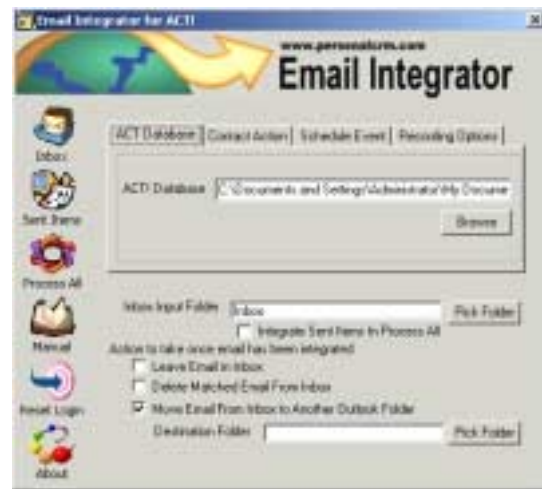 Email Integrator for ACT!
www.personalcrm.com
Email Integrator
Inbox
Sent Items
Process All
Manual
Reset Login
About
ACT Database
Contact Action
Schedule Event
Recording Options
ACT! Database
C:\Documents and Settings\Administrator\My Docume
Browse
Inbox Input Folder
Inbox
Pick Folder
Integrate Sent Items In Process All
Action to take once email has been integrated
Leave Email in Inbox
Delete Matched Email From Inbox
Move Email From Inbox to Another Outlook Folder
Destination Folder
Pick Folder